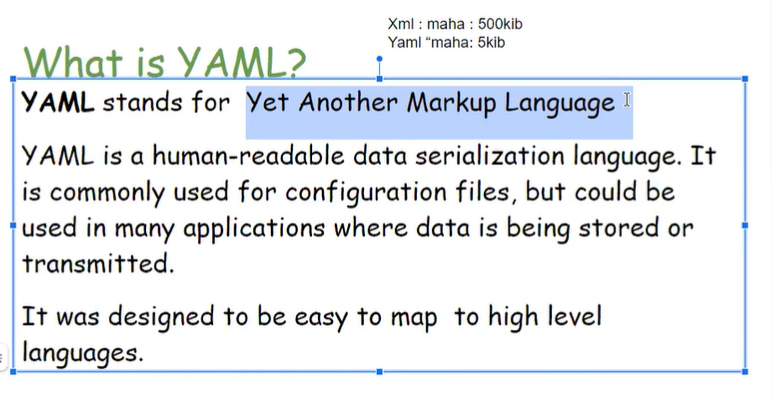 Xml : maha : 500kib
Yaml “maha: 5kib
What is YAML?
YAML stands for Yet Another Markup Language
YAML is a human-readable data serialization language. It
is commonly used for configuration files, but could be
used in many applications where data is being stored or
transmitted.
It was designed to be easy to map to high level
languages.